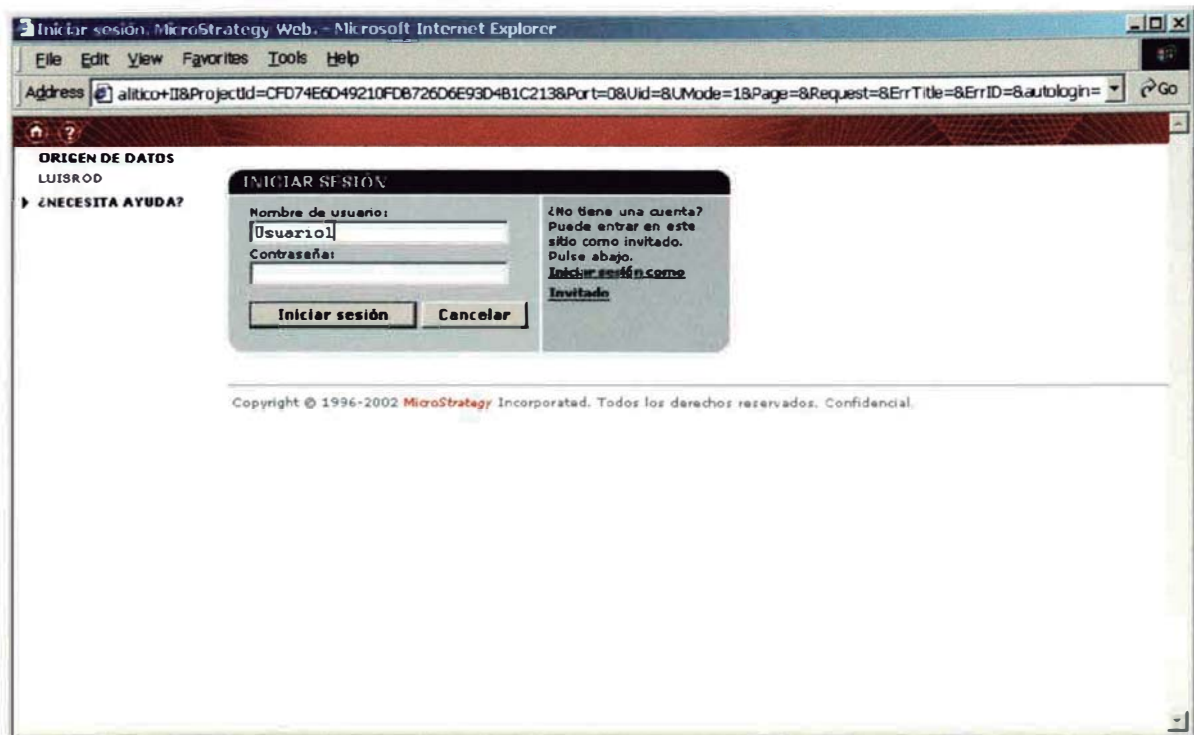 Iniciar sesión. MicroStrategy Web. - Microsoft Internet Explorer
File Edit View Favorites Tools Help
Address alitico+II&ProjectId=CFD74E6D49210FDB726D6E93D4B1C213&Port=0&Uid=&UMode=1&Page=&Request=&ErrTitle=&ErrID=&autologin= Go
ORIGEN DE DATOS
LUISROD
¿NECESITA AYUDA?
INICIAR SESIÓN
Nombre de usuario:
Usuario1
Contraseña:
Iniciar sesión Cancelar
¿No tiene una cuenta?
Puede entrar en este
sitio como invitado.
Pulse abajo.
Iniciar sesión como
Invitado
Copyright © 1996-2002 MicroStrategy Incorporated. Todos los derechos reservados. Confidencial.